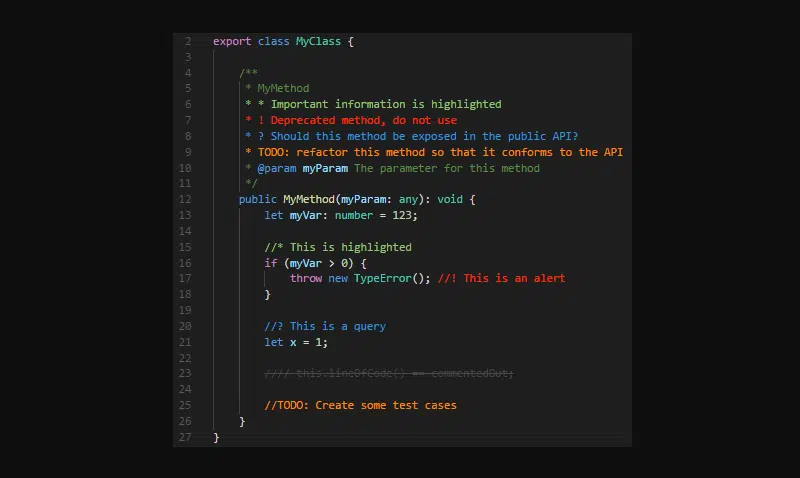 2 export class MyClass {
3
4 /**
5 * MyMethod
6 * * Important information is highlighted
7 * ! Deprecated method, do not use
8 * ? Should this method be exposed in the public API?
9 * TODO: refactor this method so that it conforms to the API
10 * @param myParam The parameter for this method
11 */
12 public MyMethod(myParam: any): void {
13 let myVar: number = 123;
14
15 //* This is highlighted
16 if (myVar > 0) {
17 throw new TypeError(); //! This is an alert
18 }
19
20 //? This is a query
21 let x = 1;
22
23 //// this.lineOfCode() == commentedOut;
24
25 //TODO: Create some test cases
26 }
27 }